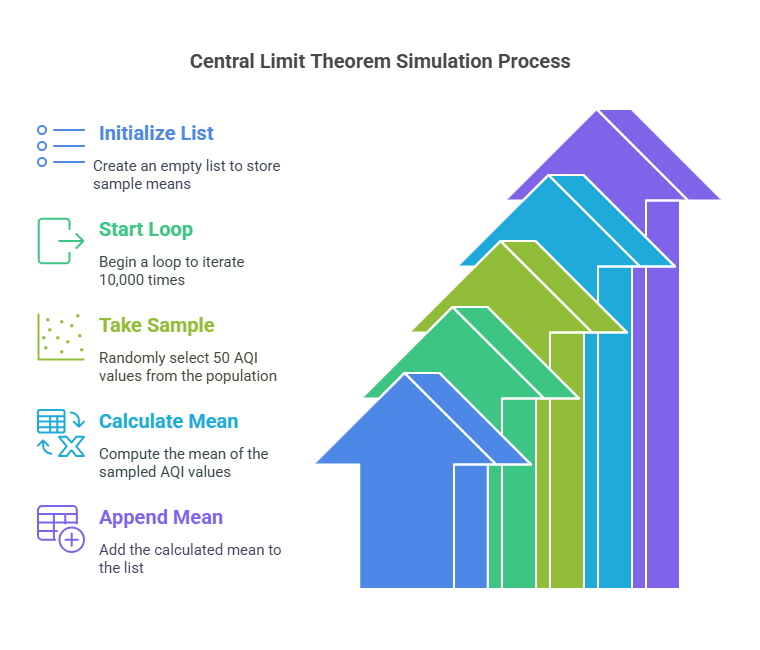 Central Limit Theorem Simulation Process
Initialize List
Create an empty list to store
sample means
Start Loop
Begin a loop to iterate
10,000 times
Take Sample
Randomly select 50 AQI
values from the population
Calculate Mean
Compute the mean of the
sampled AQI values
Append Mean
Add the calculated mean to
the list